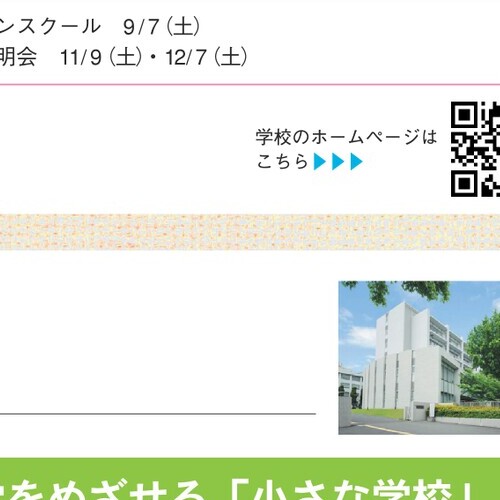 ンスクール 9/7（土）
明会 11/9（土）・12/7（土）
学校のホームページは
こちら▶▶▶
をめざせる「小さな学校」